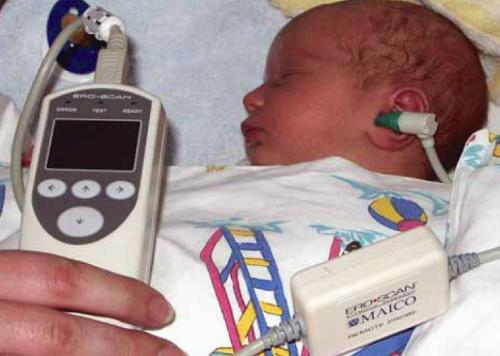 ERO•SCAN
ERROR TEST READY
ERO•SCAN
MAICO
REMOTE PROBE